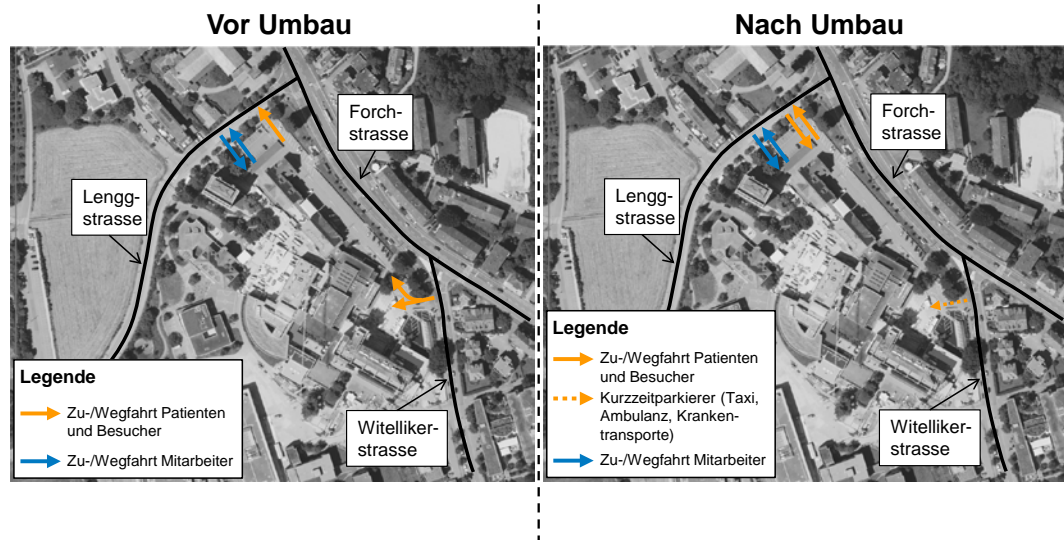 Vor Umbau
Forch-
strasse
Lengg-
strasse
Legende
Zu-/Wegfahrt Patienten
und Besucher
Zu-/Wegfahrt Mitarbeiter
Witelliker-
strasse
Nach Umbau
Forch-
strasse
Lengg-
strasse
Legende
Zu-/Wegfahrt Patienten
und Besucher
Kurzzeitparkierer (Taxi,
Ambulanz, Kranken-
transporte)
Zu-/Wegfahrt Mitarbeiter
Witelliker-
strasse